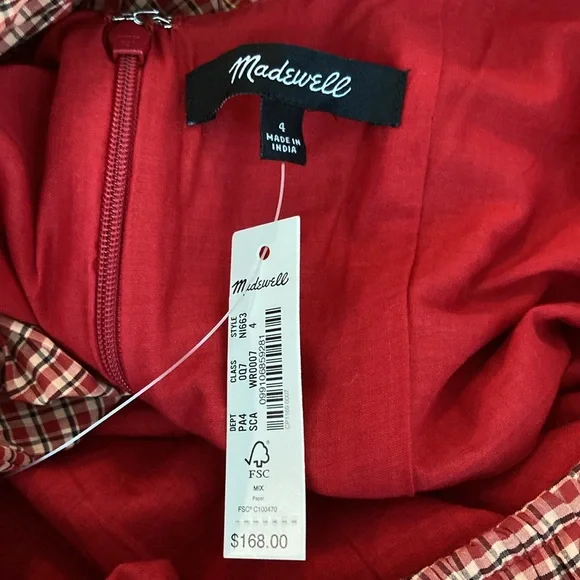 Madewell
4
MADE IN
INDIA
Madewell
STYLE
NI663
4
CLASS
007
WR0007
099106859281
DEPT
PA4
SCA
FSC
MIX
Paper
FSC® C100470
$168.00